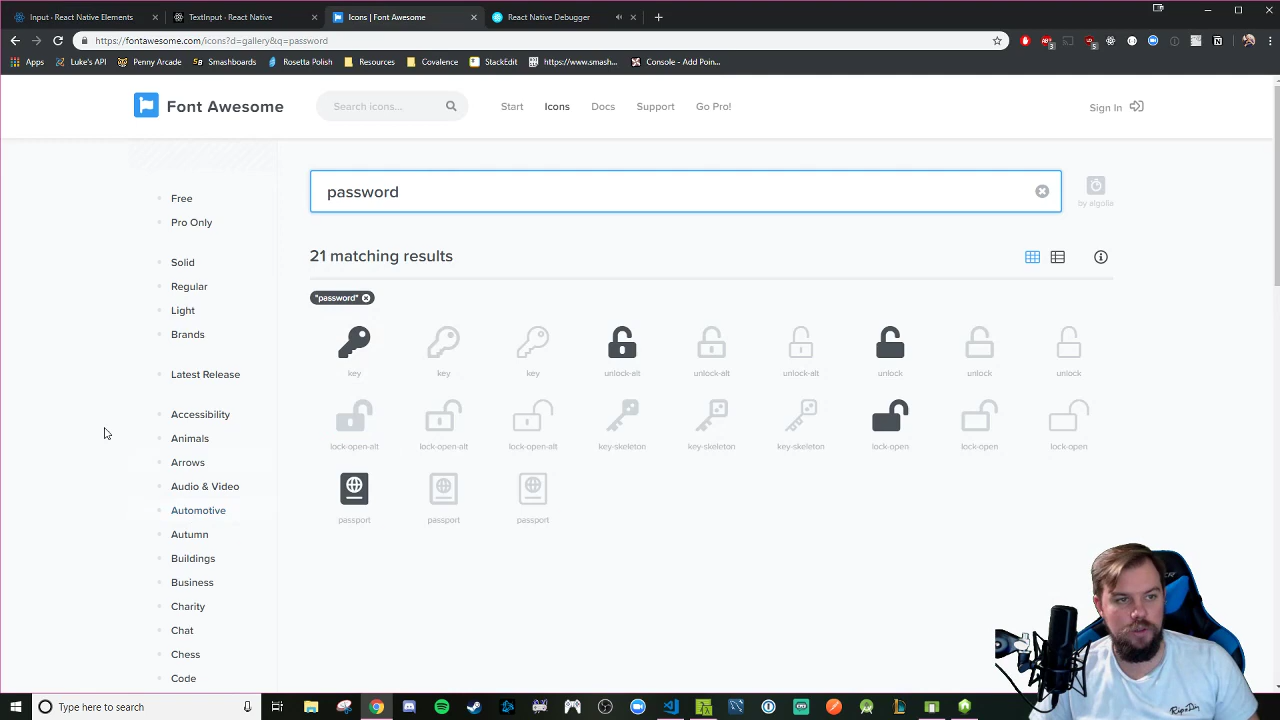 Input · React Native Elements
TextInput · React Native
Icons | Font Awesome
React Native Debugger
https://fontawesome.com/icons?d=gallery&q=password
Apps
Luke's API
Penny Arcade
Smashboards
Rosetta Polish
Resources
Covalence
StackEdit
https://www.smash...
Console - Add Poin...
Font Awesome
Search icons...
Start
Icons
Docs
Support
Go Pro!
Sign In
Free
Pro Only
Solid
Regular
Light
Brands
Latest Release
Accessibility
Animals
Arrows
Audio & Video
Automotive
Autumn
Buildings
Business
Charity
Chat
Chess
Code
password
by algolia
21 matching results
"password"
key key key unlock-alt unlock-alt unlock-alt unlock unlock unlock
lock-open-alt lock-open-alt lock-open-alt key-skeleton key-skeleton key-skeleton lock-open lock-open lock-open
passport passport passport
Type here to search